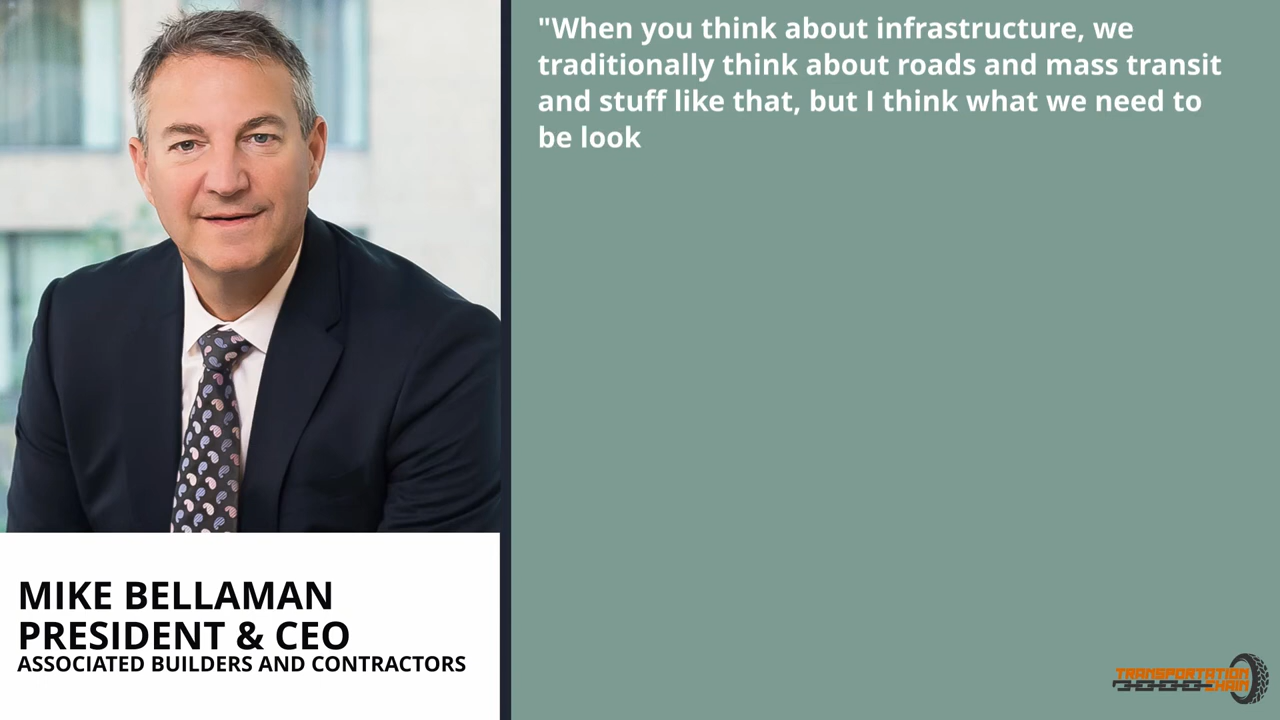 "When you think about infrastructure, we
traditionally think about roads and mass transit
and stuff like that, but I think what we need to
be look
MIKE BELLAMAN
PRESIDENT & CEO
ASSOCIATED BUILDERS AND CONTRACTORS
TRANSPORTATION
CHAIN